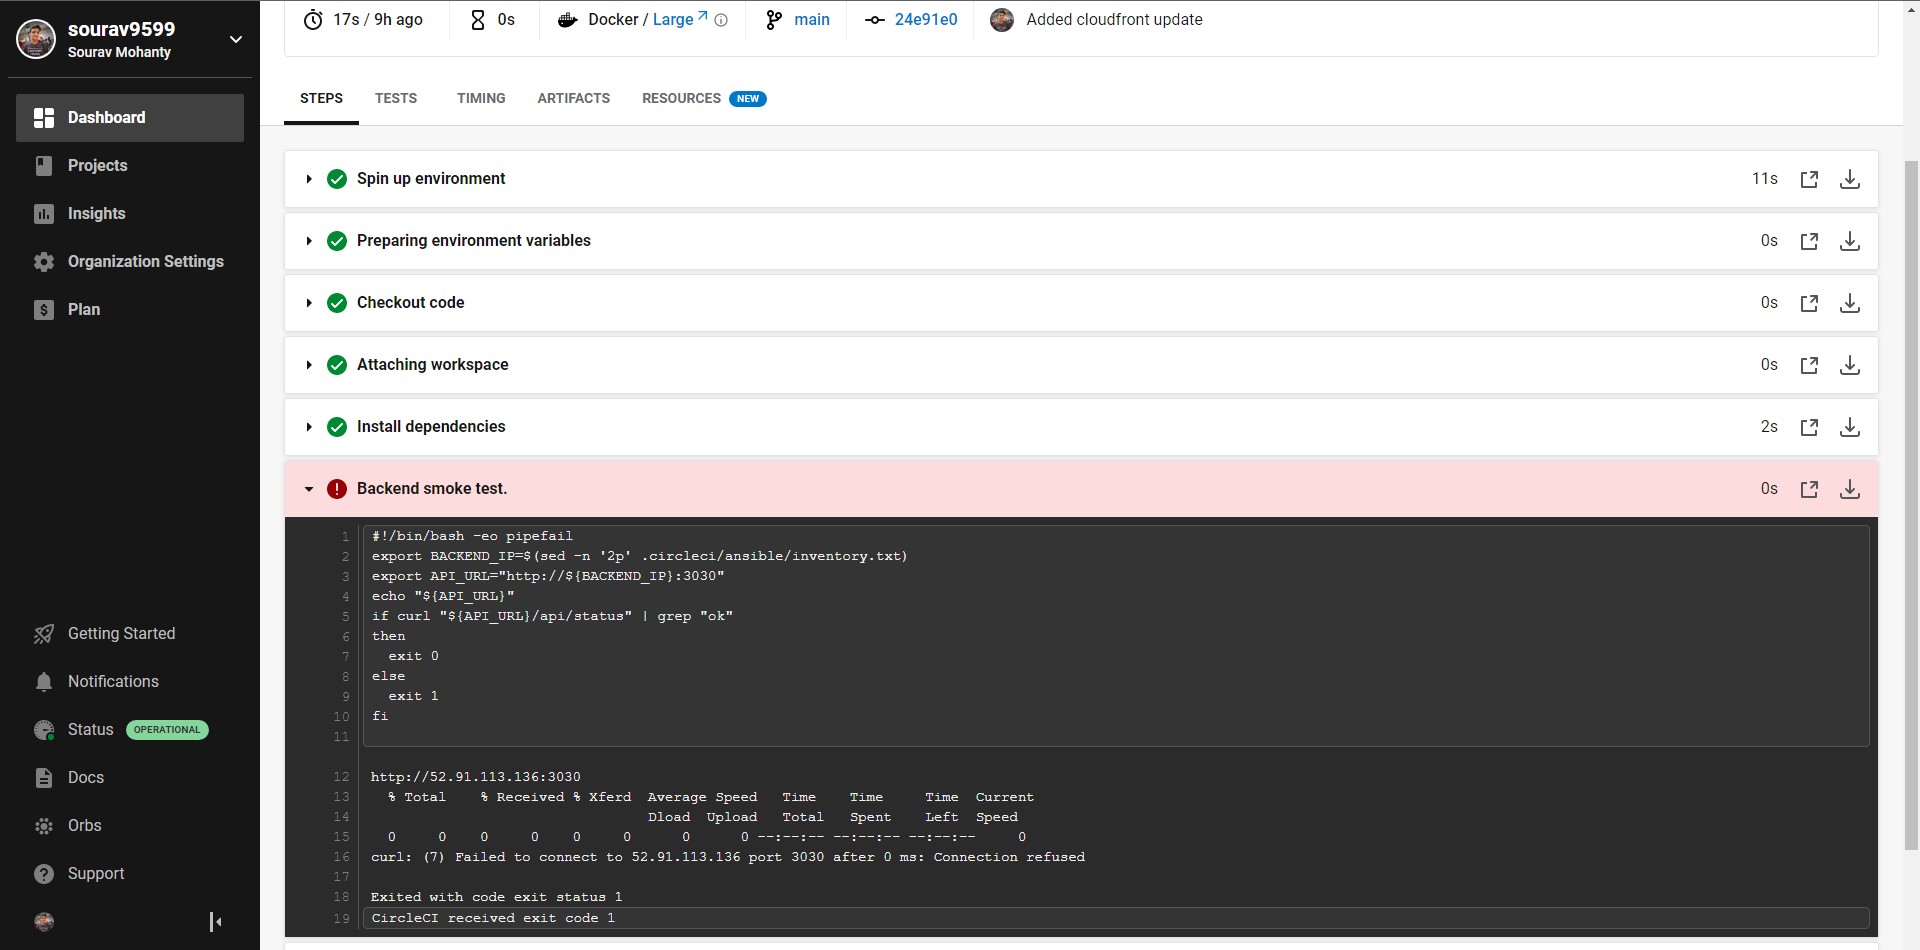 sourav9599
Sourav Mohanty
17s / 9h ago
0s
Docker / Large
main
24e91e0
Added cloudfront update
Dashboard
Projects
Insights
Organization Settings
Plan
Getting Started
Notifications
Status OPERATIONAL
Docs
Orbs
Support
STEPS TESTS TIMING ARTIFACTS RESOURCES NEW
Spin up environment 11s
Preparing environment variables 0s
Checkout code 0s
Attaching workspace 0s
Install dependencies 2s
Backend smoke test. 0s
1 #!/bin/bash -eo pipefail
2 export BACKEND_IP=$(sed -n '2p' .circleci/ansible/inventory.txt)
3 export API_URL="http://${BACKEND_IP}:3030"
4 echo "${API_URL}"
5 if curl "${API_URL}/api/status" | grep "ok"
6 then
7   exit 0
8 else
9   exit 1
10 fi
11
12 http://52.91.113.136:3030
13   % Total    % Received % Xferd  Average Speed   Time    Time     Time  Current
14                                  Dload  Upload   Total   Spent    Left  Speed
15   0     0    0     0    0     0      0      0 --:--:-- --:--:-- --:--:--     0
16 curl: (7) Failed to connect to 52.91.113.136 port 3030 after 0 ms: Connection refused
17
18 Exited with code exit status 1
19 CircleCI received exit code 1